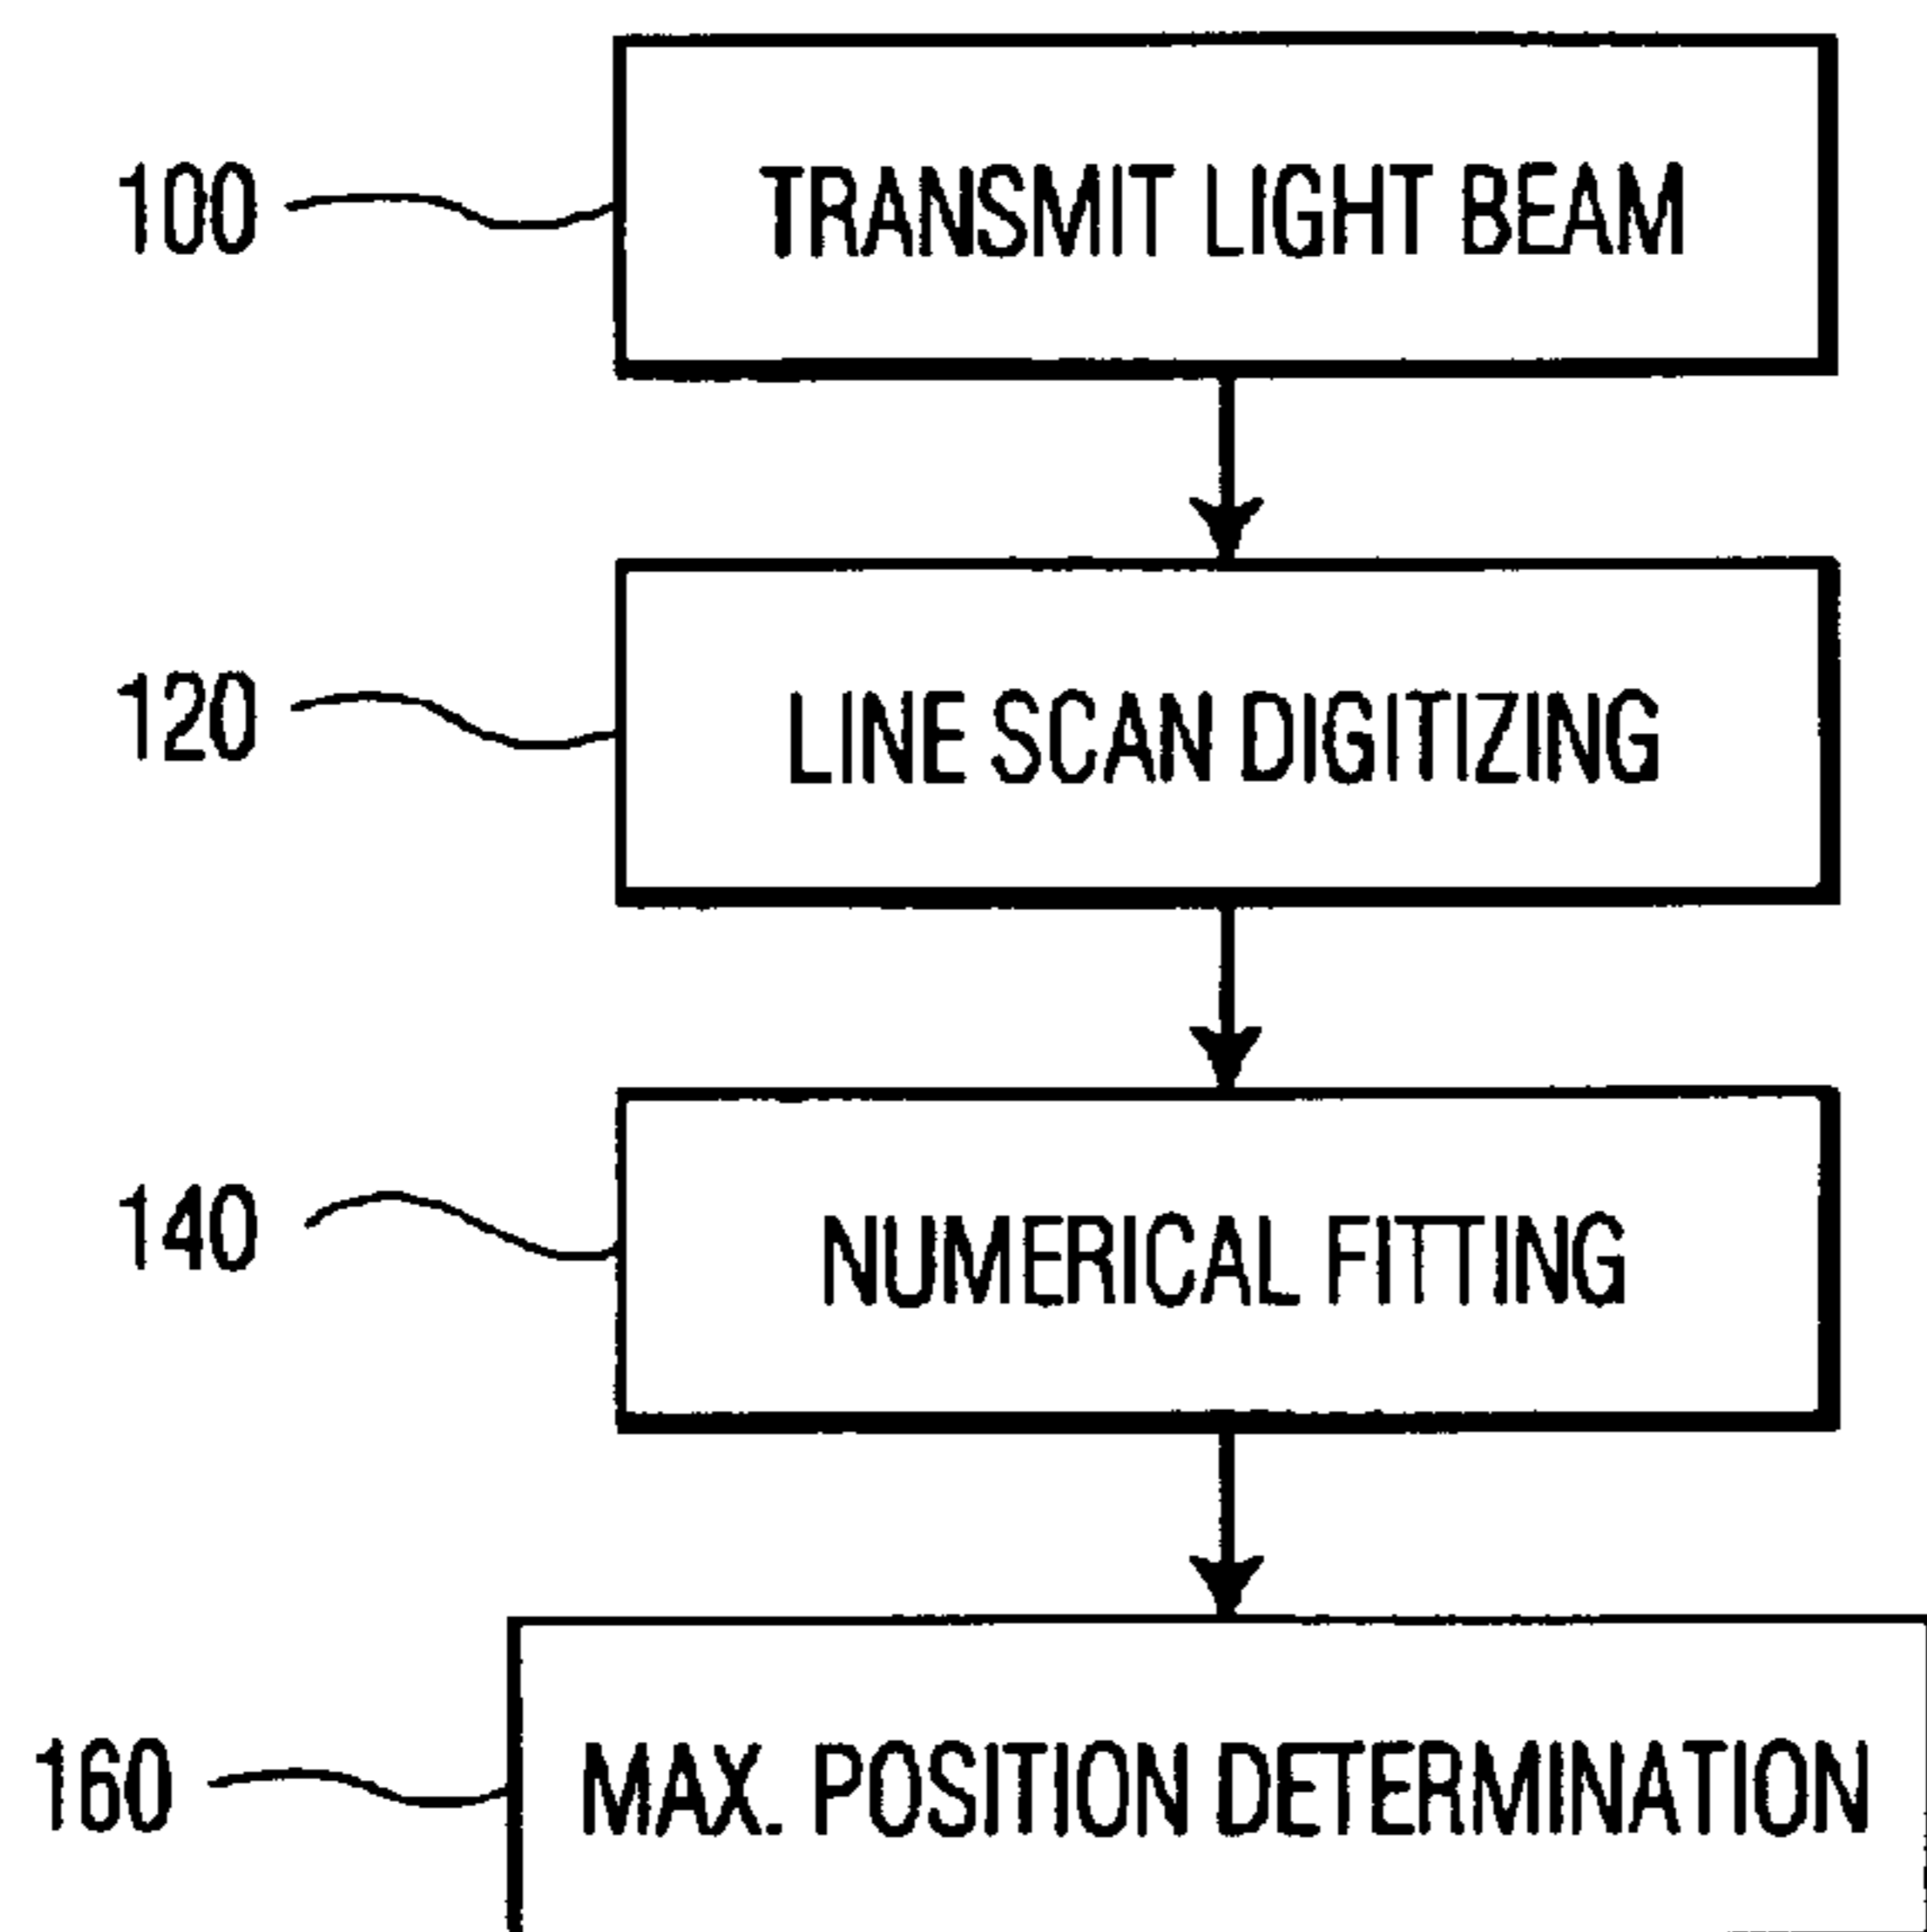 100 TRANSMIT LIGHT BEAM
120 LINE SCAN DIGITIZING
140 NUMERICAL FITTING
160 MAX. POSITION DETERMINATION